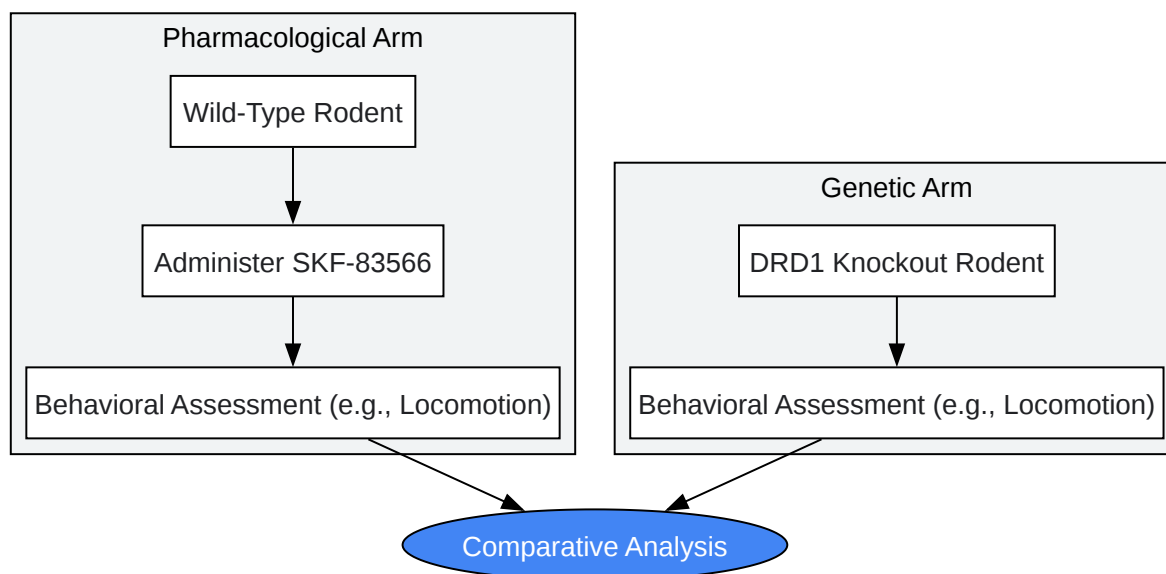 Pharmacological Arm
Wild-Type Rodent
Administer SKF-83566
Behavioral Assessment (e.g., Locomotion)
Genetic Arm
DRD1 Knockout Rodent
Behavioral Assessment (e.g., Locomotion)
Comparative Analysis